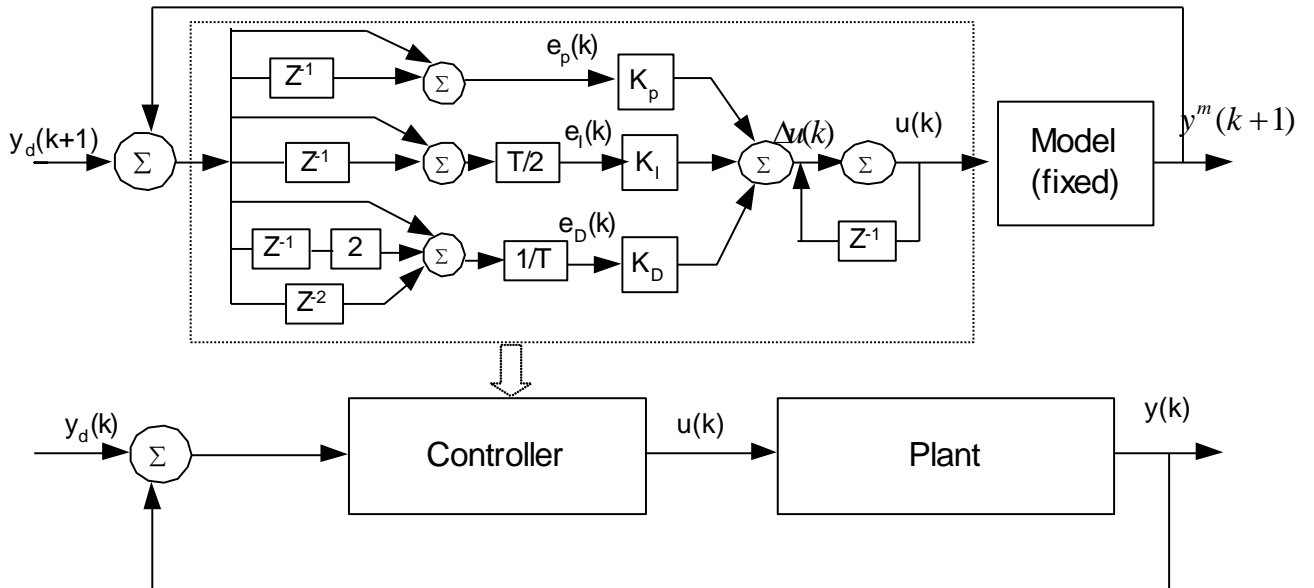 e_p(k)
Z^-1
Σ
K_p
y_d(k+1)
Σ
e_I(k)
Z^-1
Σ
T/2
K_I
Σ
Δu(k)
Σ
u(k)
Model
(fixed)
y^m(k+1)
Z^-1
e_D(k)
Z^-1
2
Σ
1/T
K_D
Z^-2
y_d(k)
Σ
Controller
u(k)
Plant
y(k)